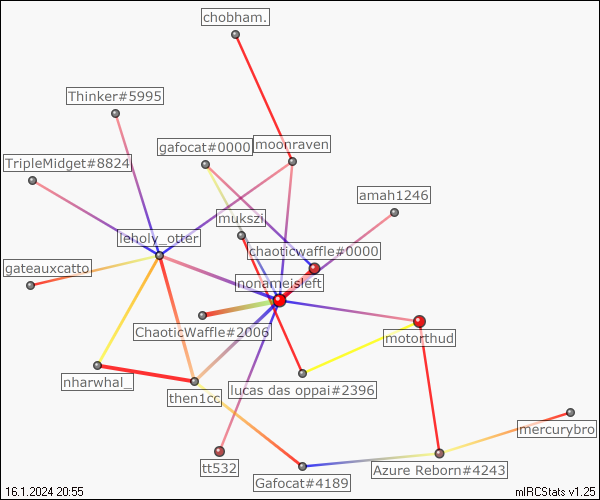 chobham.
Thinker#5995
gafocat#0000
moonraven
TripleMidget#8824
amah1246
mukszi
leholy_otter
chaoticwaffle#0000
gateauxcatto
nonameisleft
ChaoticWaffle#2006
motorthud
nharwhal_
then1cc
lucas das oppai#2396
mercurybro
tt532
Gafocat#4189
Azure Reborn#4243
16.1.2024 20:55
mIRCStats v1.25